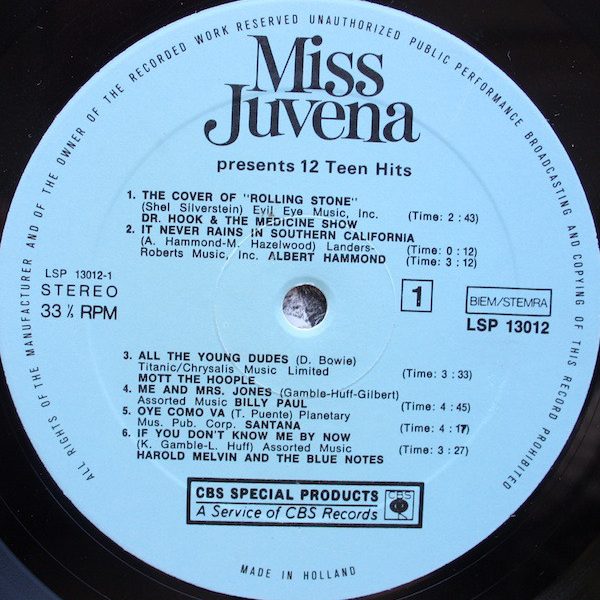 ALL RIGHTS OF THE MANUFACTURER AND OF THE OWNER OF THE RECORDED WORK RESERVED UNAUTHORIZED PUBLIC PERFORMANCE BROADCASTING AND COPYING OF THIS RECORD PROHIBITED
Miss
Juvena
presents 12 Teen Hits
1. THE COVER OF "ROLLING STONE"
(Shel Silverstein) Evil Eye Music, Inc. (Time: 2 : 43)
DR. HOOK & THE MEDICINE SHOW
2. IT NEVER RAINS IN SOUTHERN CALIFORNIA
(A. Hammond-M. Hazelwood) Landers- (Time: 0 : 12)
Roberts Music, Inc. ALBERT HAMMOND (Time: 3 : 12)
LSP 13012-1
STEREO
33 ⅓ RPM
1
BIEM/STEMRA
LSP 13012
3. ALL THE YOUNG DUDES (D. Bowie)
Titanic/Chrysalis Music Limited (Time: 3 : 33)
MOTT THE HOOPLE
4. ME AND MRS. JONES (Gamble-Huff-Gilbert)
Assorted Music BILLY PAUL (Time: 4 : 45)
5. OYE COMO VA (T. Puente) Planetary
Mus. Pub. Corp. SANTANA (Time: 4 : 17)
6. IF YOU DON'T KNOW ME BY NOW
(K. Gamble-L. Huff) Assorted Music (Time: 3 : 27)
HAROLD MELVIN AND THE BLUE NOTES
CBS SPECIAL PRODUCTS
A Service of CBS Records
CBS
MADE IN HOLLAND